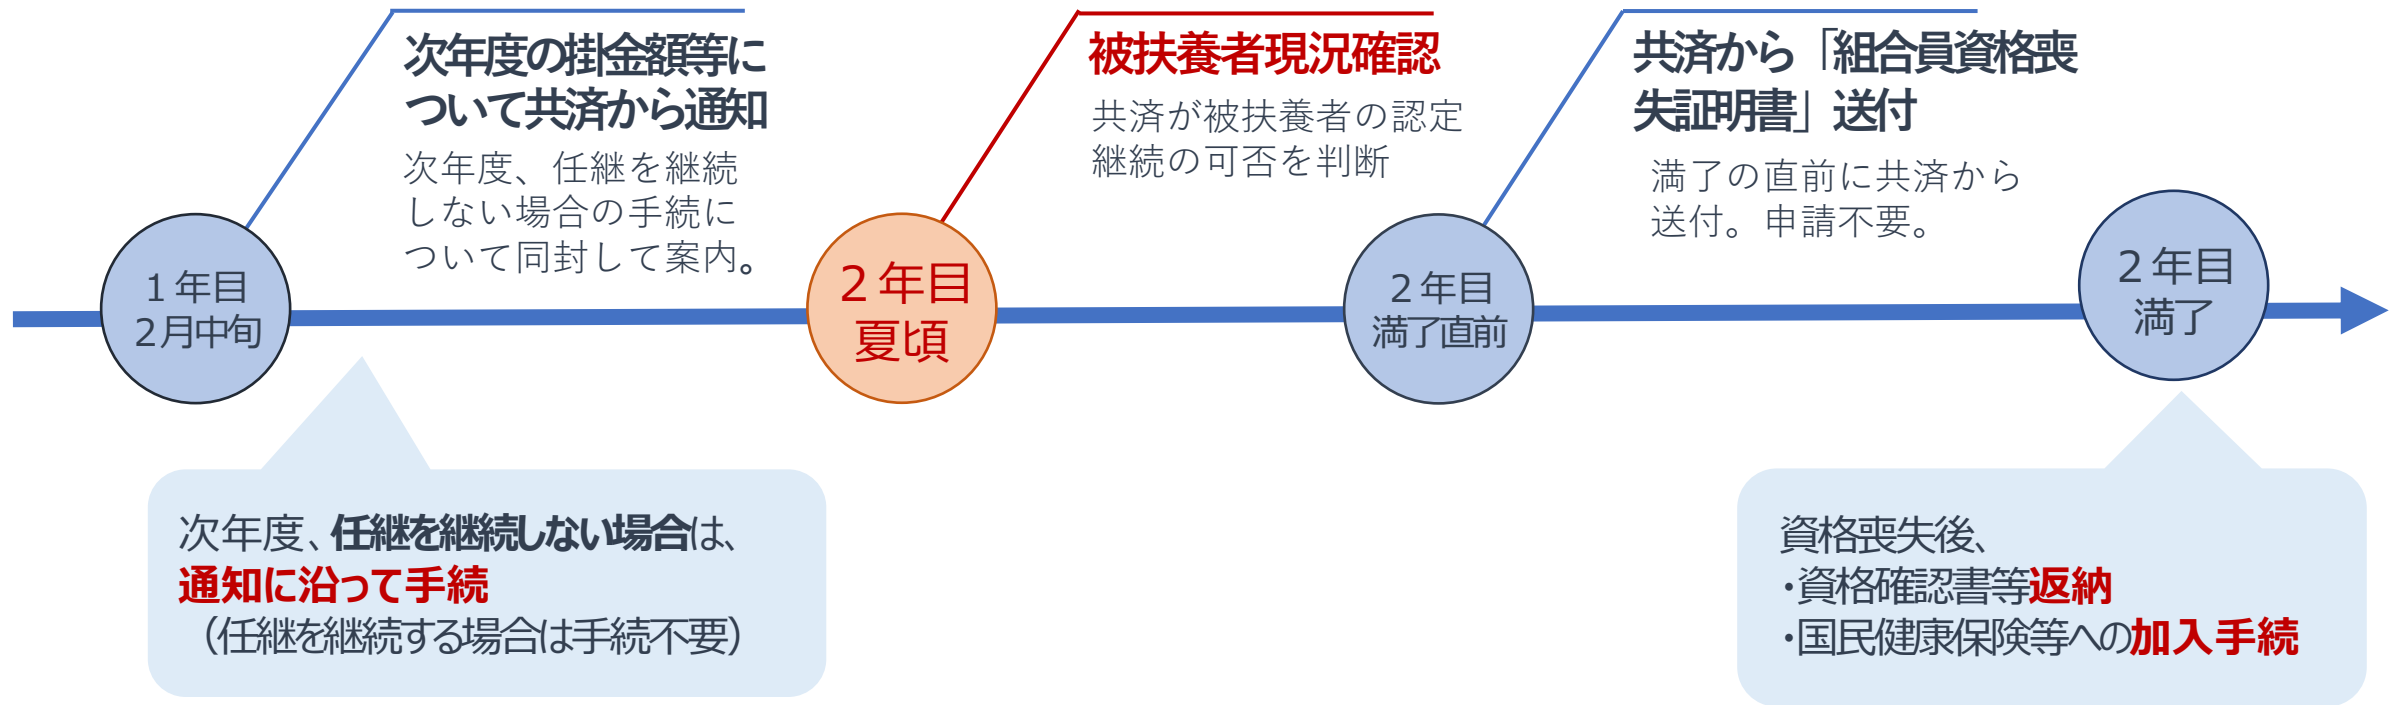 次年度の掛金額等に
ついて共済から通知
次年度、任継を継続
しない場合の手続に
ついて同封して案内。
１年目
２月中旬
次年度、任継を継続しない場合は、
通知に沿って手続
（任継を継続する場合は手続不要）
被扶養者現況確認
共済が被扶養者の認定
継続の可否を判断
２年目
夏頃
共済から「組合員資格喪
失証明書」送付
満了の直前に共済から
送付。申請不要。
２年目
満了直前
２年目
満了
資格喪失後、
・資格確認書等返納
・国民健康保険等への加入手続